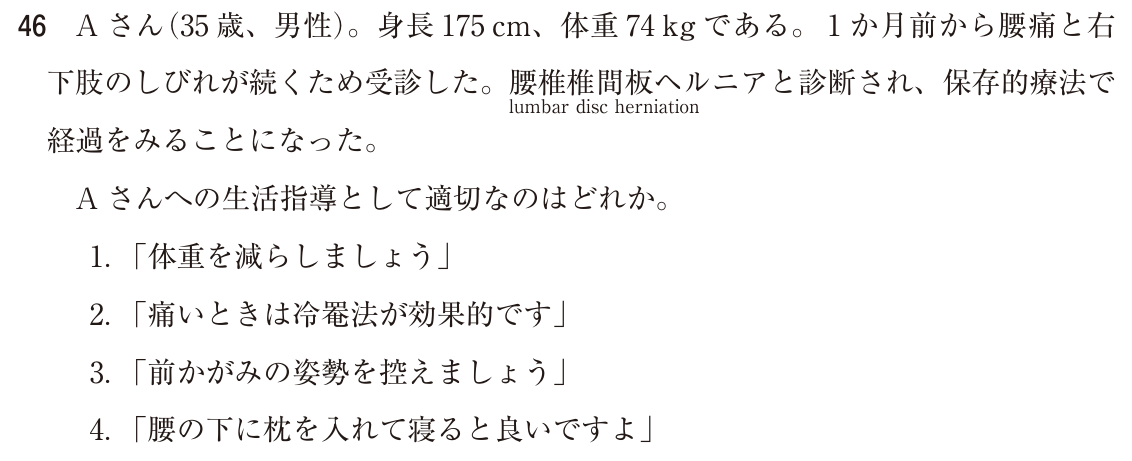 46 Aさん(35歳、男性)。身長175 cm、体重74 kgである。1か月前から腰痛と右
下肢のしびれが続くため受診した。腰椎椎間板ヘルニアと診断され、保存的療法で
lumbar disc herniation
経過をみることになった。
Aさんへの生活指導として適切なのはどれか。
1. 「体重を減らしましょう」
2. 「痛いときは冷罨法が効果的です」
3. 「前かがみの姿勢を控えましょう」
4. 「腰の下に枕を入れて寝ると良いですよ」